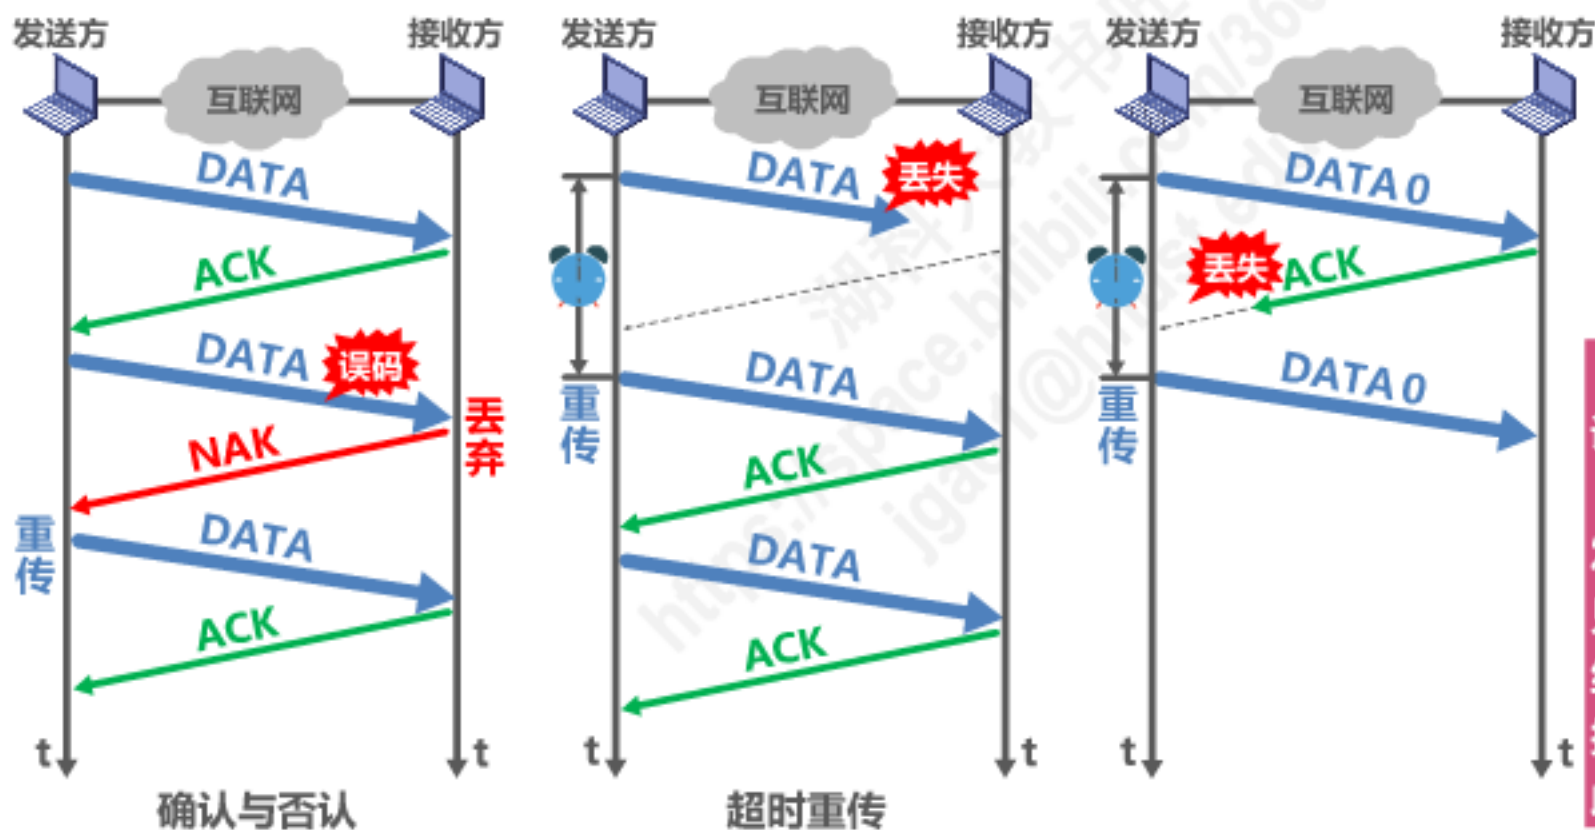 发送方
接收方
互联网
DATA
ACK
DATA
误码
丢弃
NAK
重传
DATA
ACK
t
t
确认与否认
发送方
接收方
互联网
DATA
丢失
重传
DATA
ACK
DATA
ACK
t
t
超时重传
发送方
接收方
互联网
DATA 0
丢失
ACK
重传
DATA 0
t
t